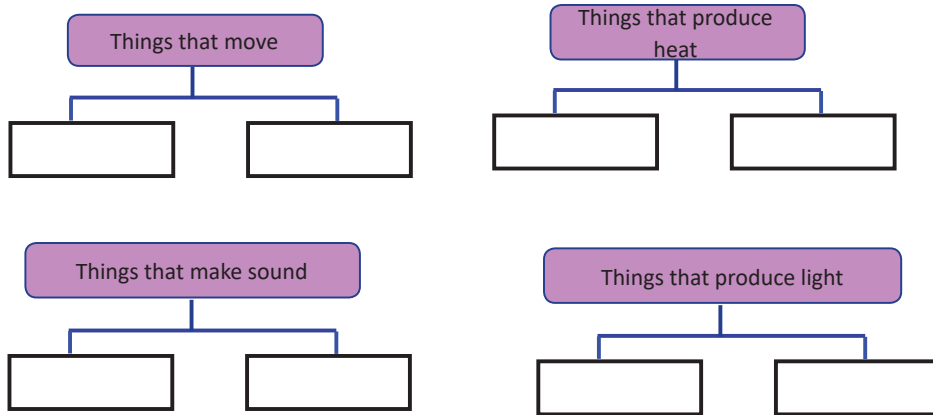 Things that move
Things that produce
heat
Things that make sound
Things that produce light